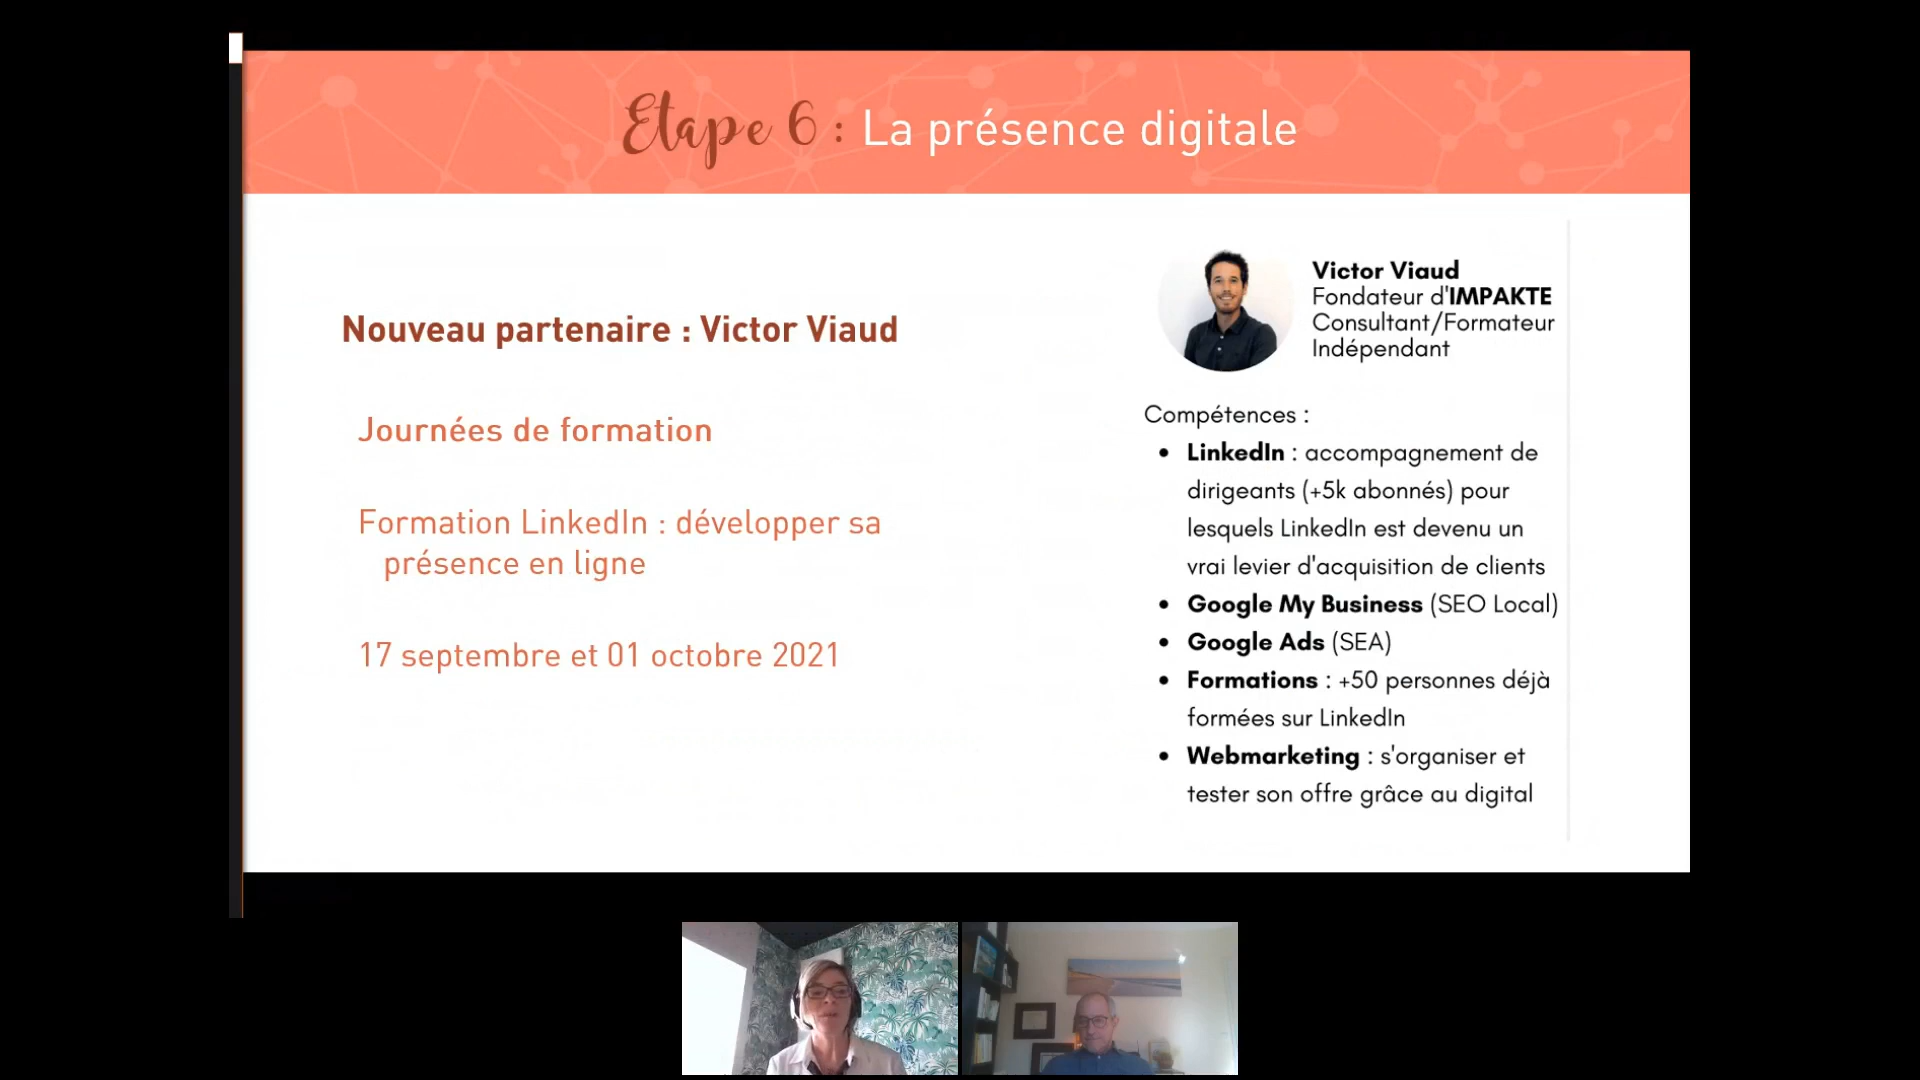 Etape 6 : La présence digitale
Nouveau partenaire : Victor Viaud
Journées de formation
Formation LinkedIn : développer sa
présence en ligne
17 septembre et 01 octobre 2021
Victor Viaud
Fondateur d'IMPAKTE
Consultant/Formateur
Indépendant
Compétences :
• LinkedIn : accompagnement de
dirigeants (+5k abonnés) pour
lesquels LinkedIn est devenu un
vrai levier d'acquisition de clients
• Google My Business (SEO Local)
• Google Ads (SEA)
• Formations : +50 personnes déjà
formées sur LinkedIn
• Webmarketing : s'organiser et
tester son offre grâce au digital